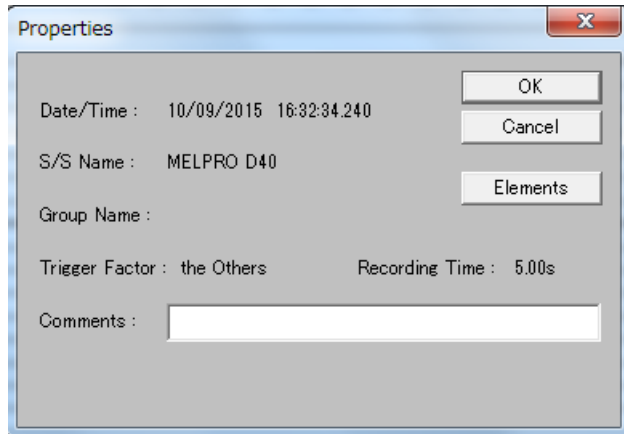 Properties
OK
Date/Time : 10/09/2015 16:32:34.240
Cancel
S/S Name : MELPRO D40
Elements
Group Name :
Trigger Factor : the Others Recording Time : 5.00s
Comments :